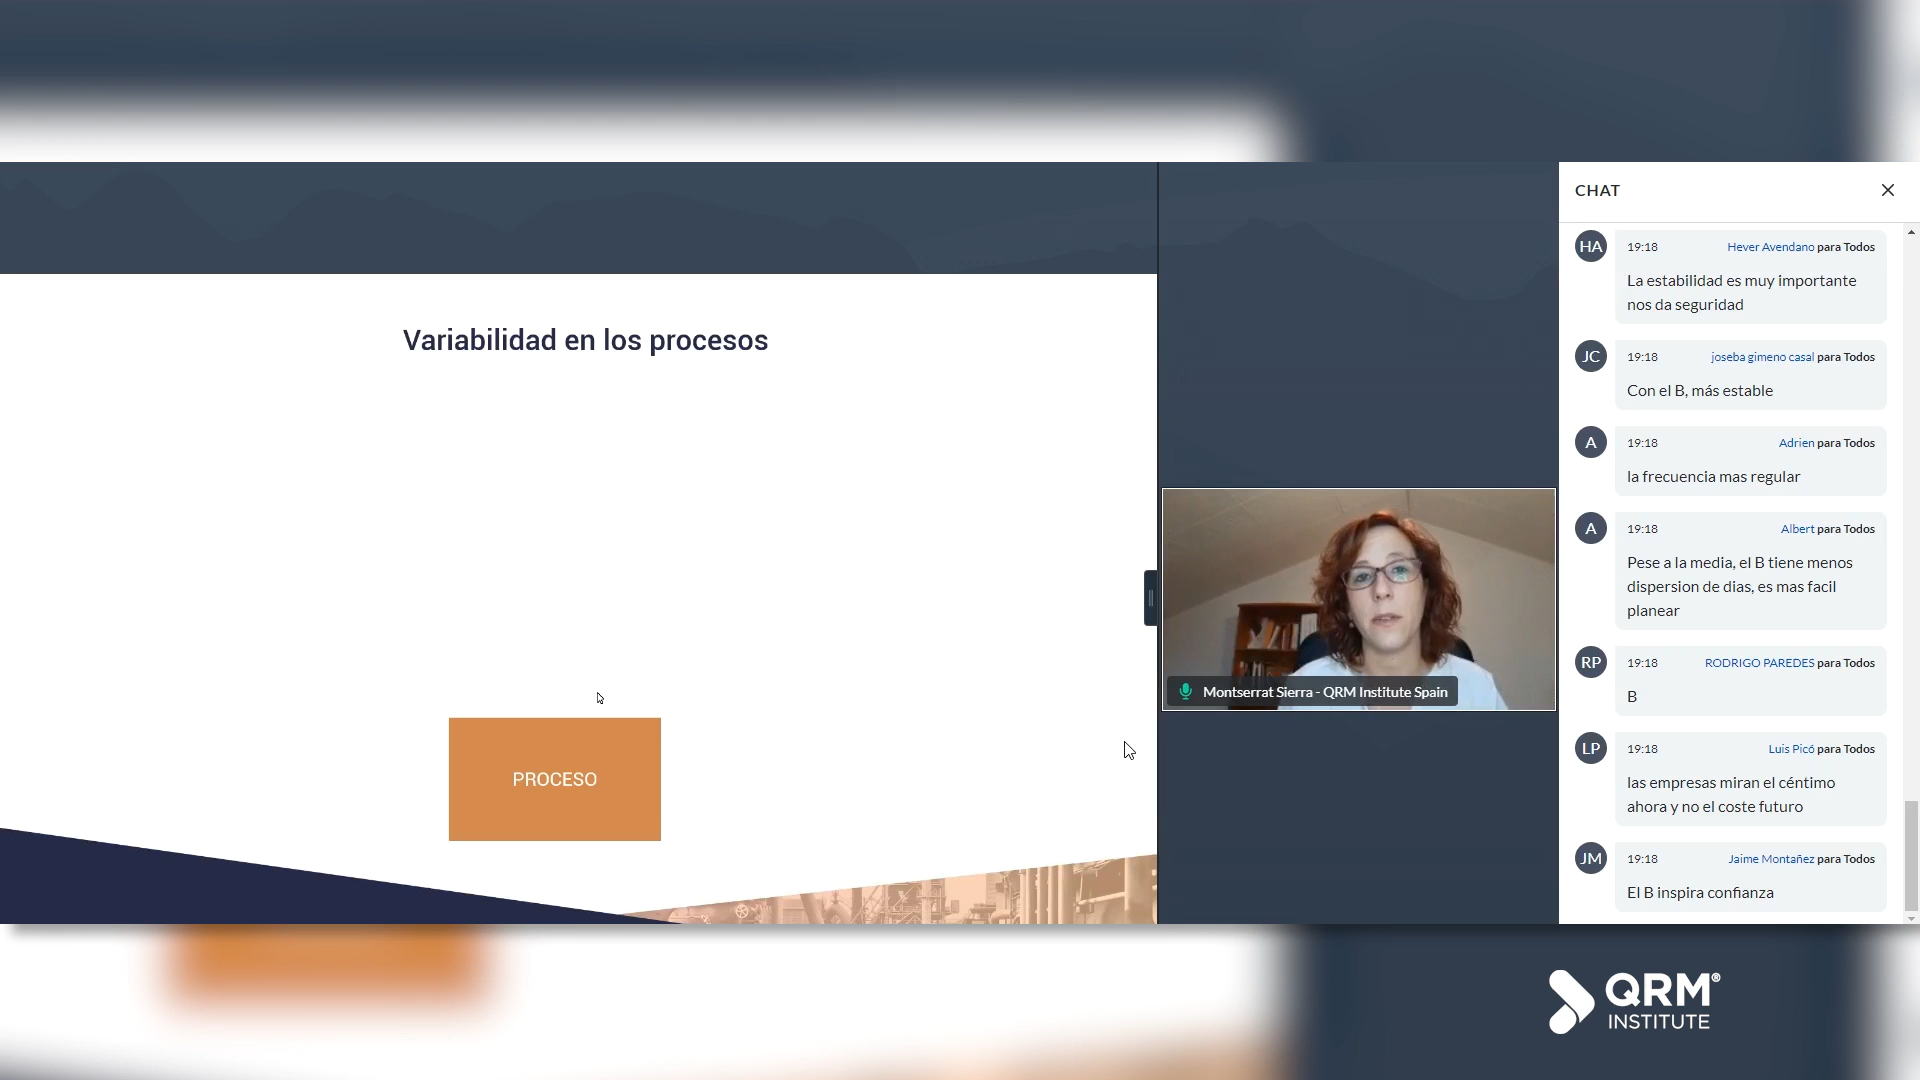 Variabilidad en los procesos
PROCESO
Montserrat Sierra - QRM Institute Spain
CHAT
HA
19:18 Hever Avendano para Todos
La estabilidad es muy importante
nos da seguridad
JC
19:18 joseba gimeno casal para Todos
Con el B, más estable
A
19:18 Adrien para Todos
la frecuencia mas regular
A
19:18 Albert para Todos
Pese a la media, el B tiene menos
dispersion de dias, es mas facil
planear
RP
19:18 RODRIGO PAREDES para Todos
B
LP
19:18 Luis Picó para Todos
las empresas miran el céntimo
ahora y no el coste futuro
JM
19:18 Jaime Montañez para Todos
El B inspira confianza
QRM®
INSTITUTE